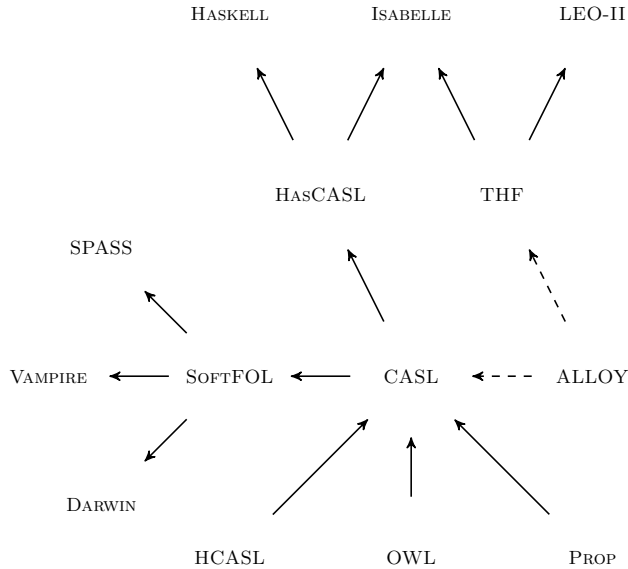 HASKELL ISABELLE LEO-II
HASCASL THF
SPASS
VAMPIRE SOFTFOL CASL ALLOY
DARWIN
HCASL OWL PROP